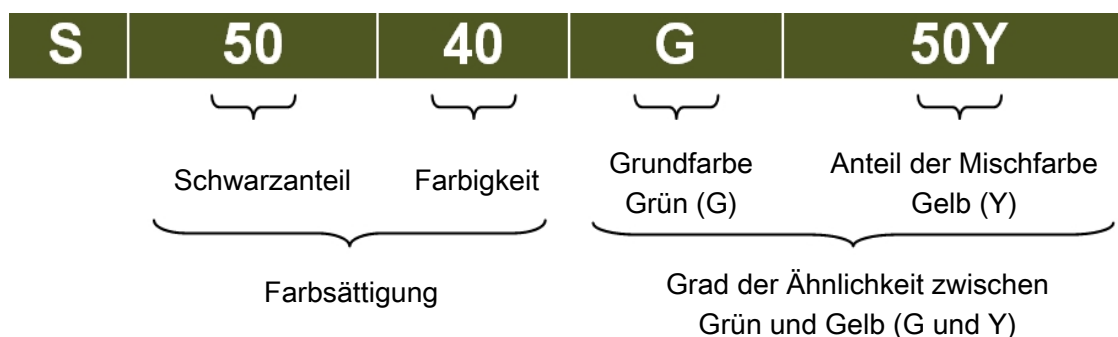 S 50 40 G 50Y
Schwarzanteil
Farbigkeit
Grundfarbe
Grün (G)
Anteil der Mischfarbe
Gelb (Y)
Farbsättigung
Grad der Ähnlichkeit zwischen
Grün und Gelb (G und Y)